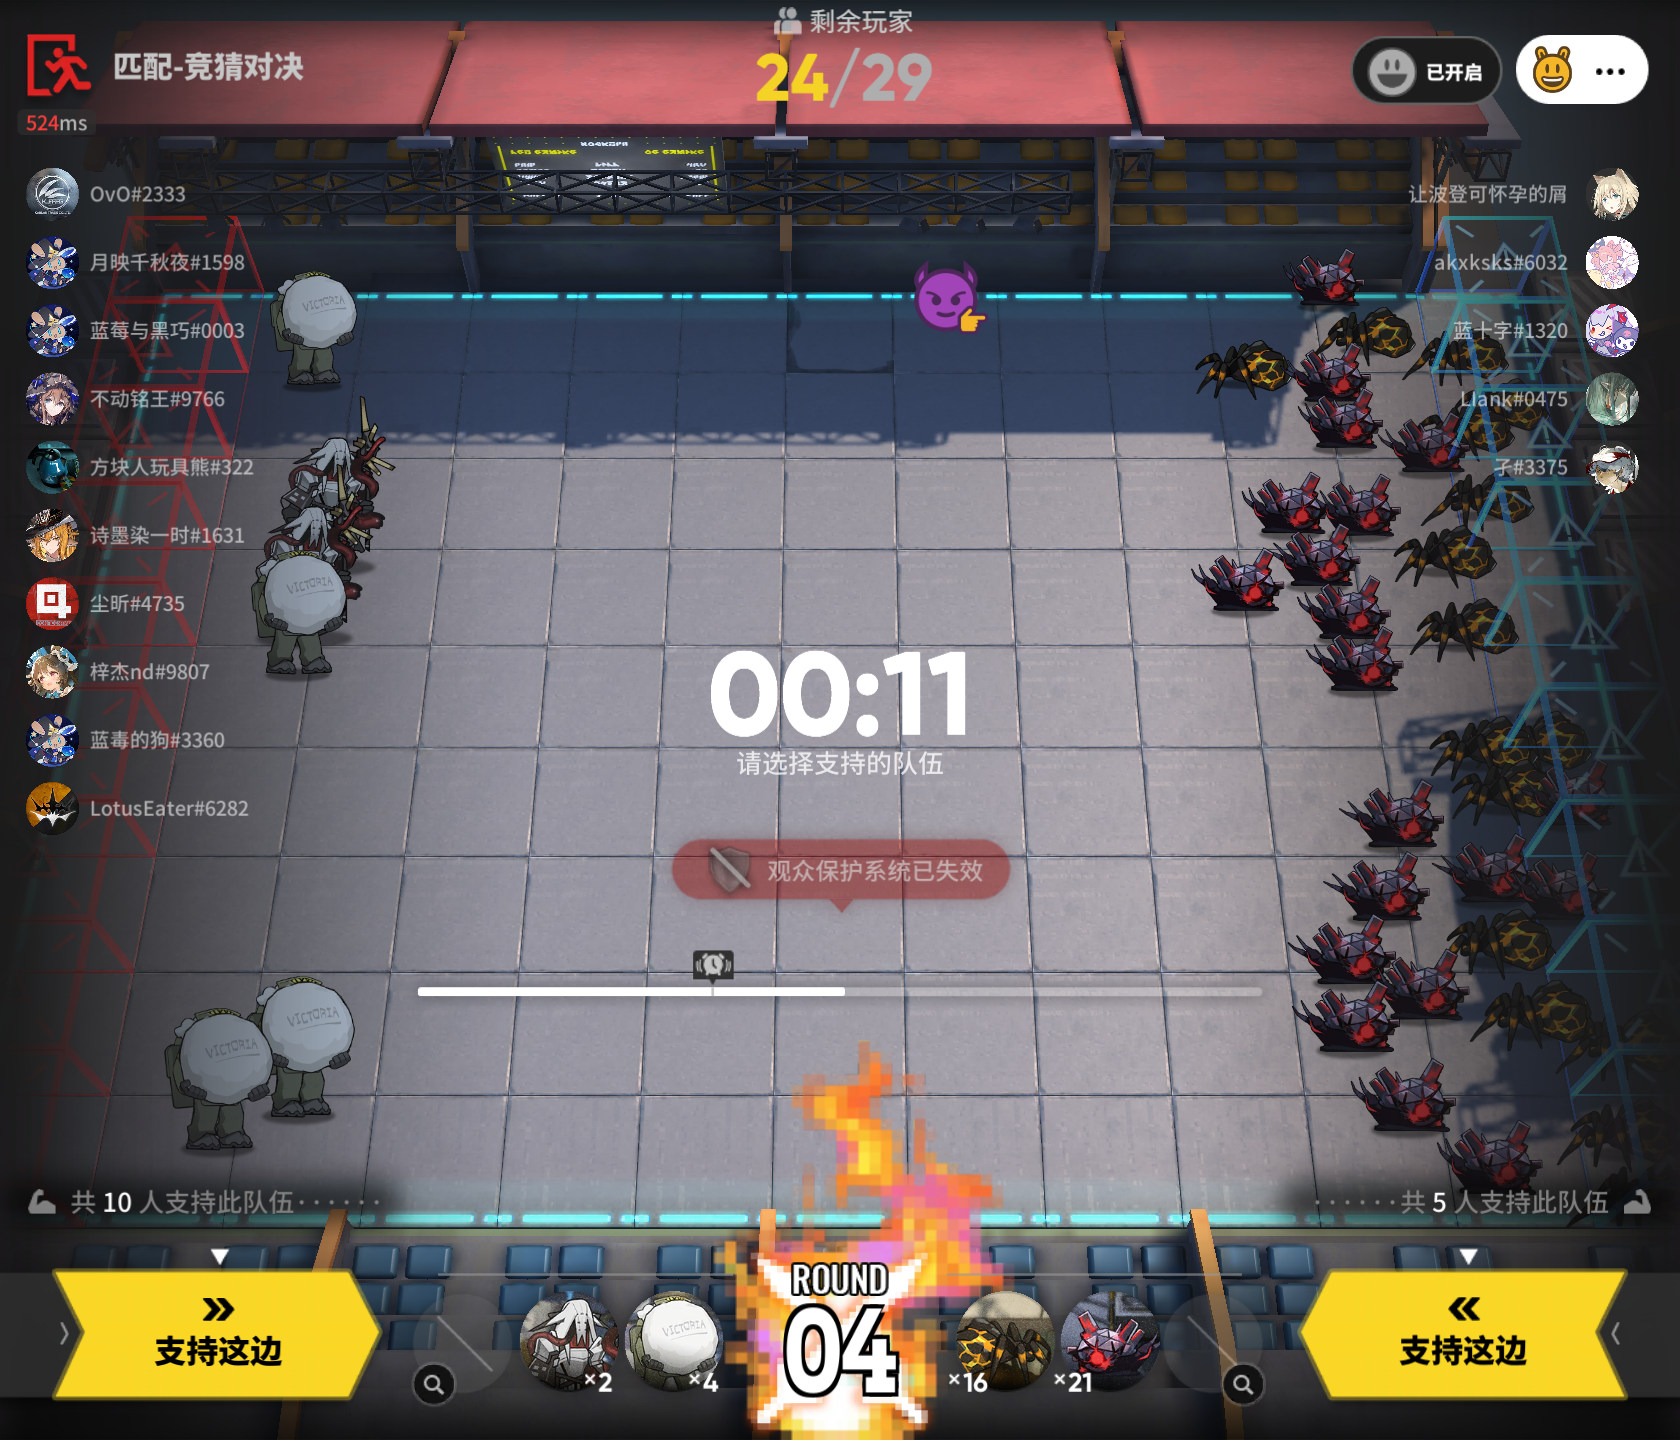 剩余玩家
24/29
匹配-竞猜对决
524ms
已开启
OvO#2333
月映千秋夜#1598
蓝莓与黑巧#0003
不动铭王#9766
方块人玩具熊#322
诗墨染一时#1631
尘昕#4735
梓杰nd#9807
蓝毒的狗#3360
LotusEater#6282
让波登可怀孕的屑
akxksks#6032
蓝十字#1320
Llank#0475
孑#3375
VICTORIA
VICTORIA
00:11
请选择支持的队伍
观众保护系统已失效
VICTORIA
VICTORIA
共 10 人支持此队伍······
······共 5 人支持此队伍
支持这边
×2
VICTORIA
×4
ROUND
04
×16
×21
支持这边